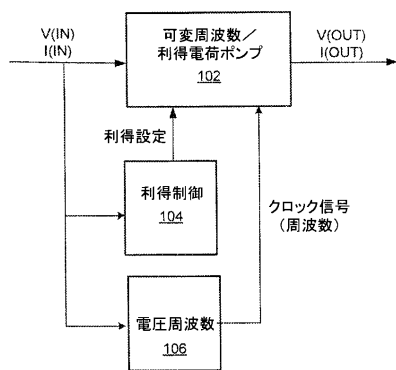 V(IN)
I(IN)
可変周波数／
利得電荷ポンプ
102
V(OUT)
I(OUT)
利得設定
利得制御
104
クロック信号
（周波数）
電圧周波数
106